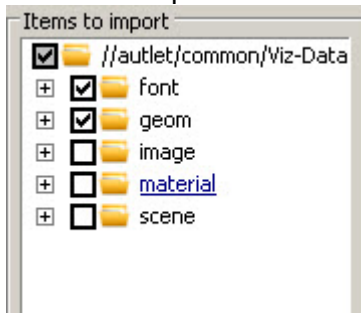 Items to import
//autlet/common/Viz-Data
font
geom
image
material
scene